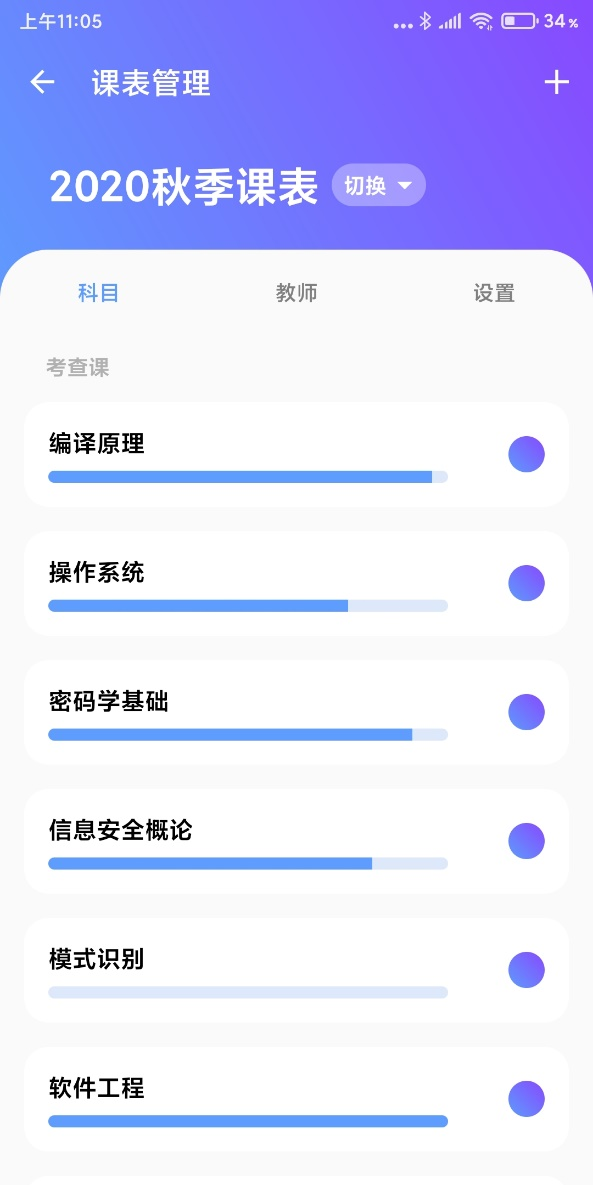 上午11:05
34%
课表管理
2020秋季课表 切换
科目 教师 设置
考查课
编译原理
操作系统
密码学基础
信息安全概论
模式识别
软件工程